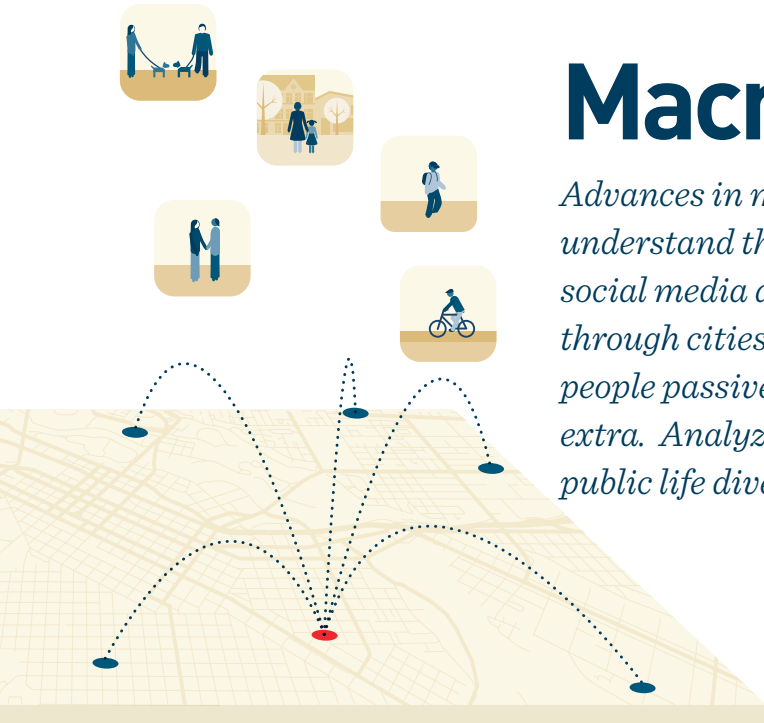 Macr
Advances in n
understand th
social media a
through cities
people passive
extra. Analyz
public life dive